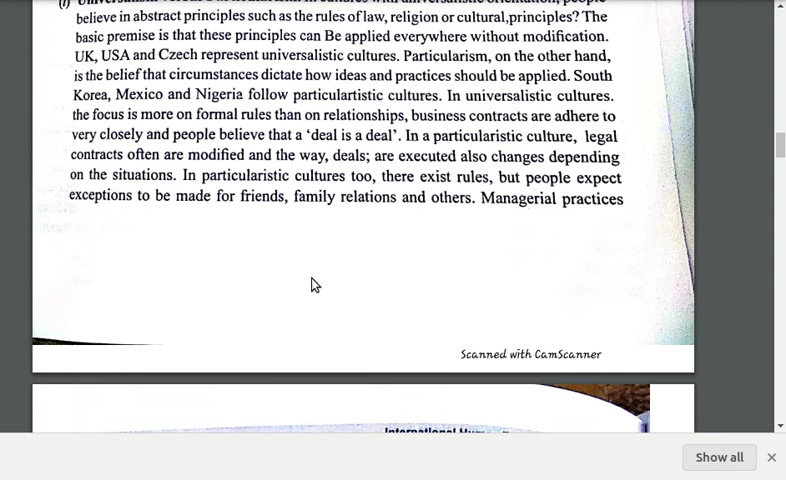 (i)
believe in abstract principles such as the rules of law, religion or cultural,principles? The
basic premise is that these principles can Be applied everywhere without modification.
UK, USA and Czech represent universalistic cultures. Particularism, on the other hand,
is the belief that circumstances dictate how ideas and practices should be applied. South
Korea, Mexico and Nigeria follow particulartistic cultures. In universalistic cultures.
the focus is more on formal rules than on relationships, business contracts are adhere to
very closely and people believe that a ‘deal is a deal’. In a particularistic culture, legal
contracts often are modified and the way, deals; are executed also changes depending
on the situations. In particularistic cultures too, there exist rules, but people expect
exceptions to be made for friends, family relations and others. Managerial practices
Scanned with CamScanner
International
Show all